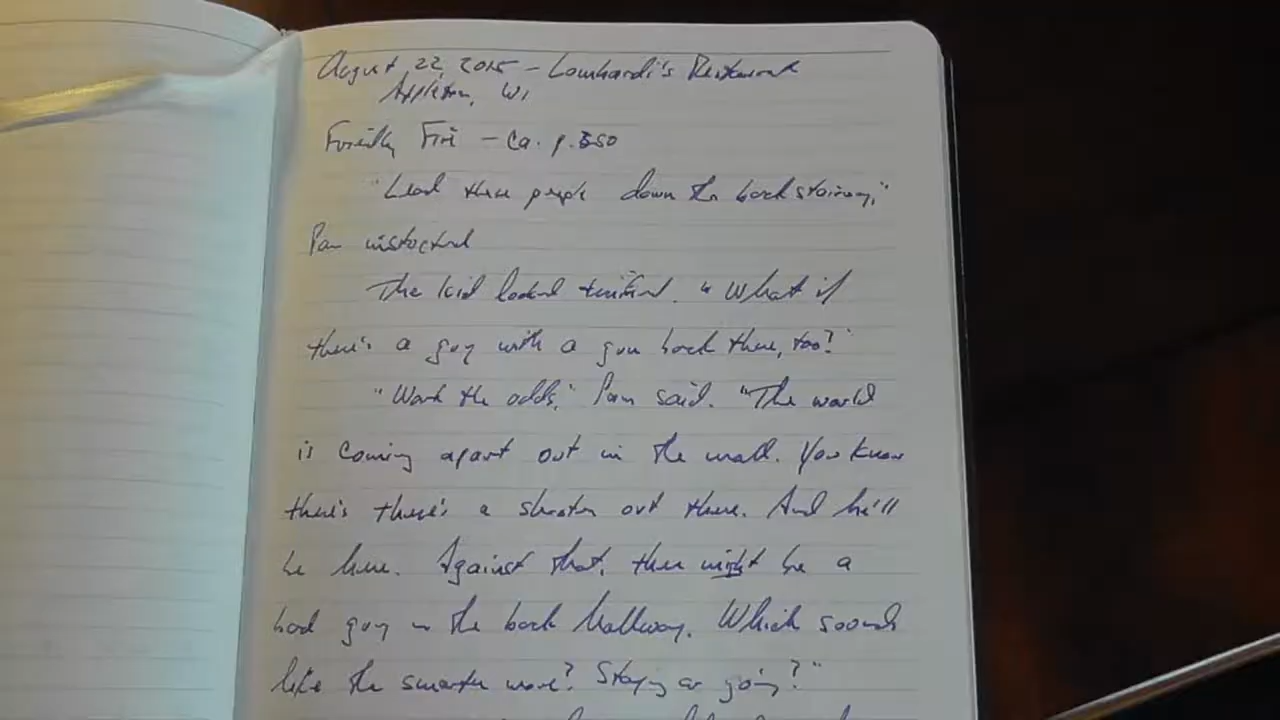 August 22, 2015 - Lombardi's Restaurant
Appleton, WI
Friendly Fire - ca. p. 350
"Lead these people down the back stairway,"
Pam instructed
The kid looked terrified. "What if
there's a guy with a gun back there, too?"
"Work the odds," Pam said. "The world
is coming apart out in the mall. You know
there's there's a shooter out there. And he'll
be here. Against that, there might be a
bad guy in the back hallway. Which sounds
like the smarter move? Staying or going?"